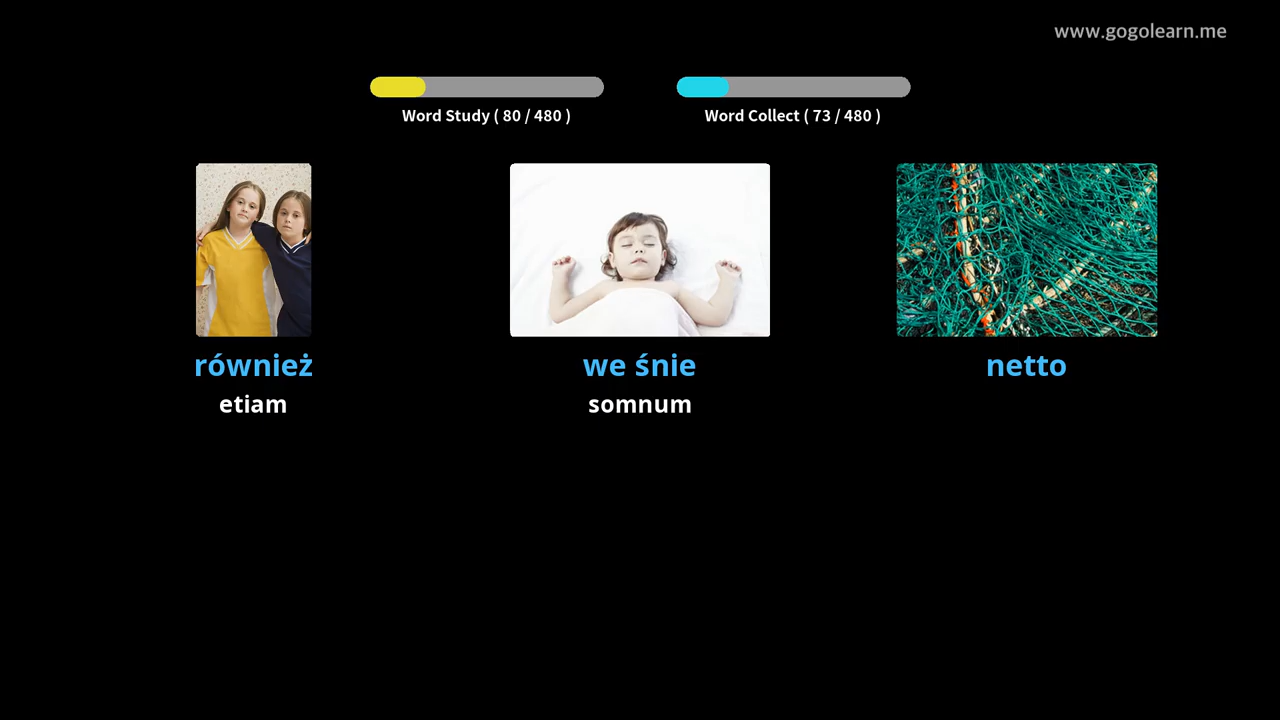 www.gogolearn.me
Word Study ( 80 / 480 )
Word Collect ( 73 / 480 )
również
we śnie
netto
etiam
somnum